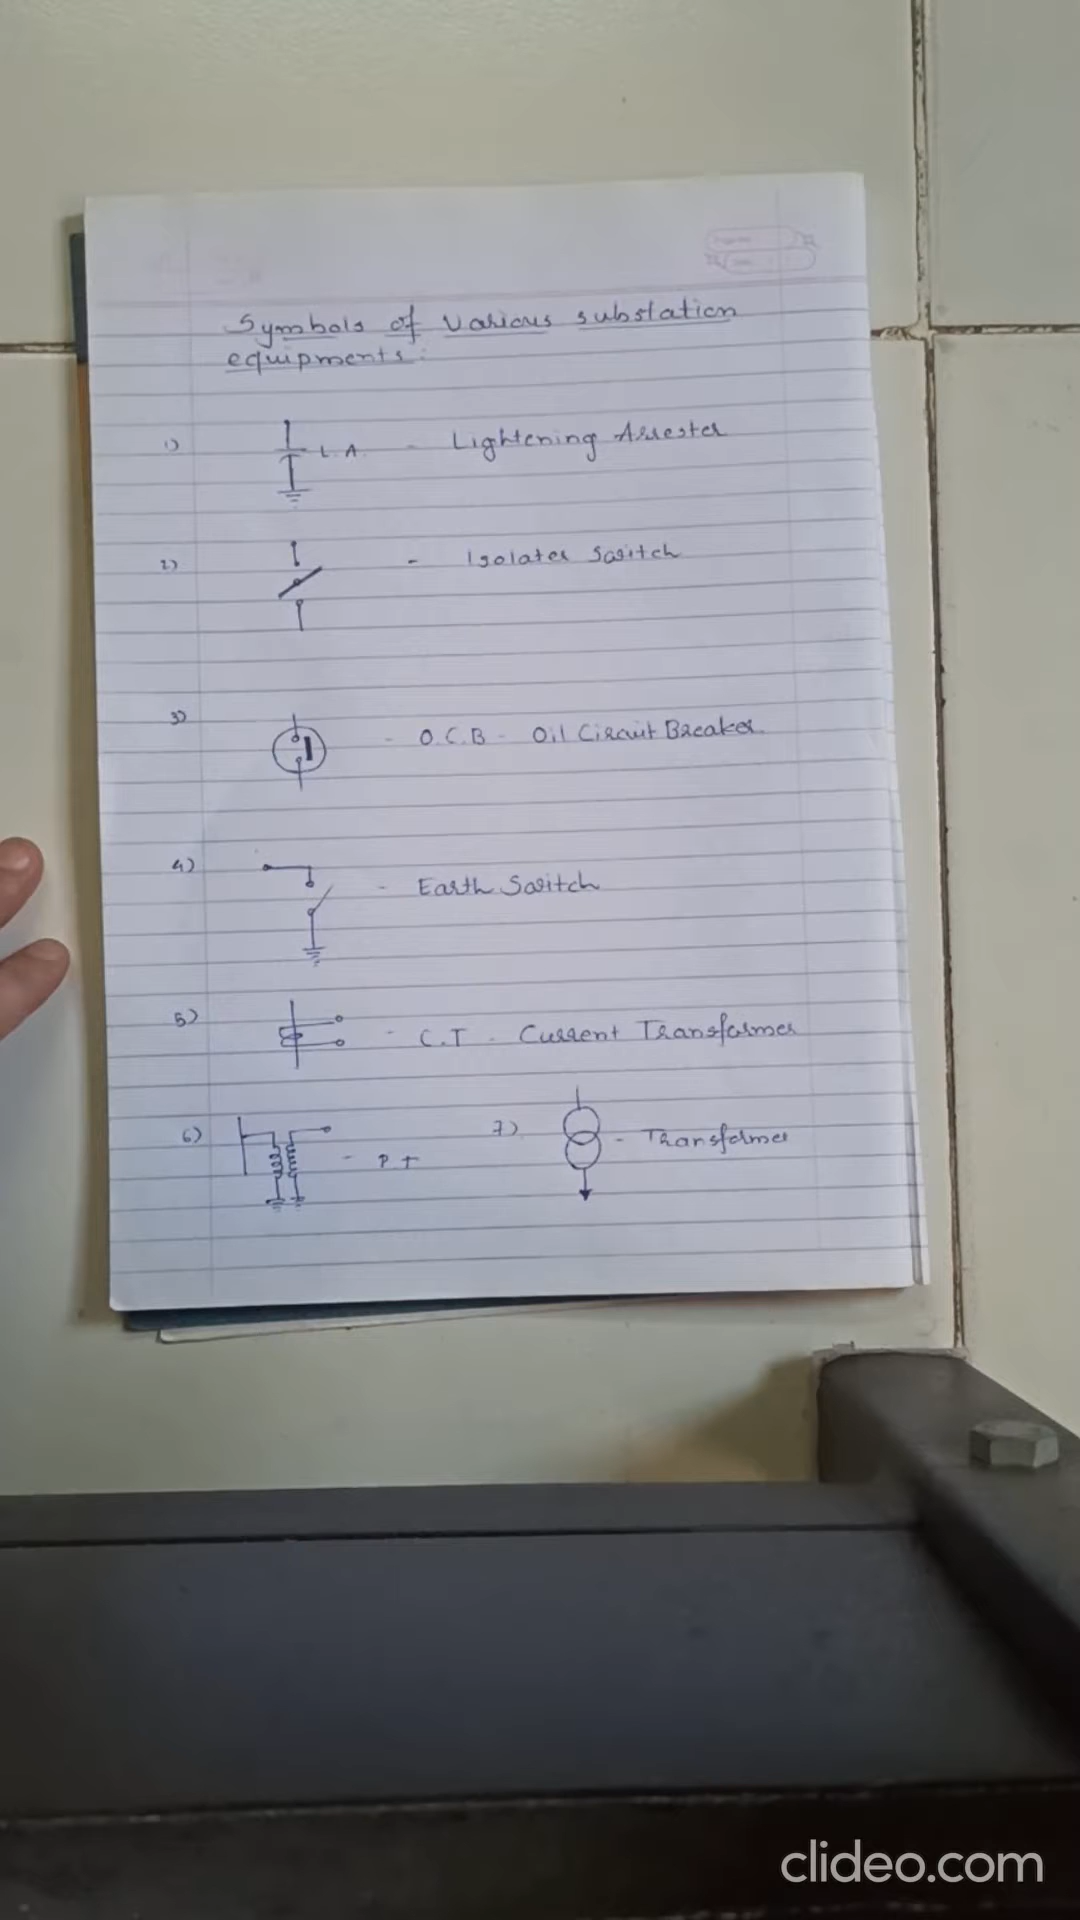 Symbols of various substation
equipments:
1) L.A. - Lightening Arrester
2) - Isolater Switch
3) - O.C.B - Oil Circuit Breaker.
4) - Earth Switch
5) - C.T - Current Transformer
6) - PT 7) - Transformer
clideo.com